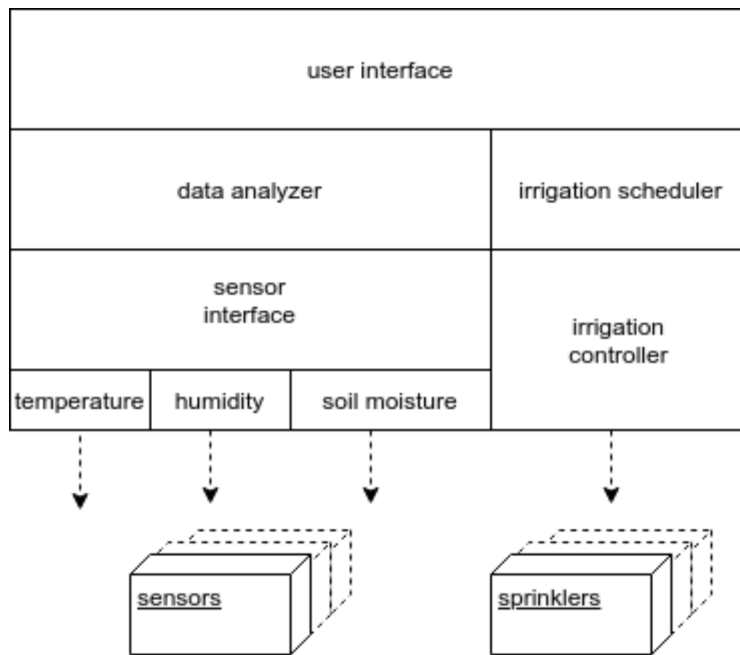 user interface
data analyzer
irrigation scheduler
sensor
interface
irrigation
controller
temperature
humidity
soil moisture
sensors
sprinklers